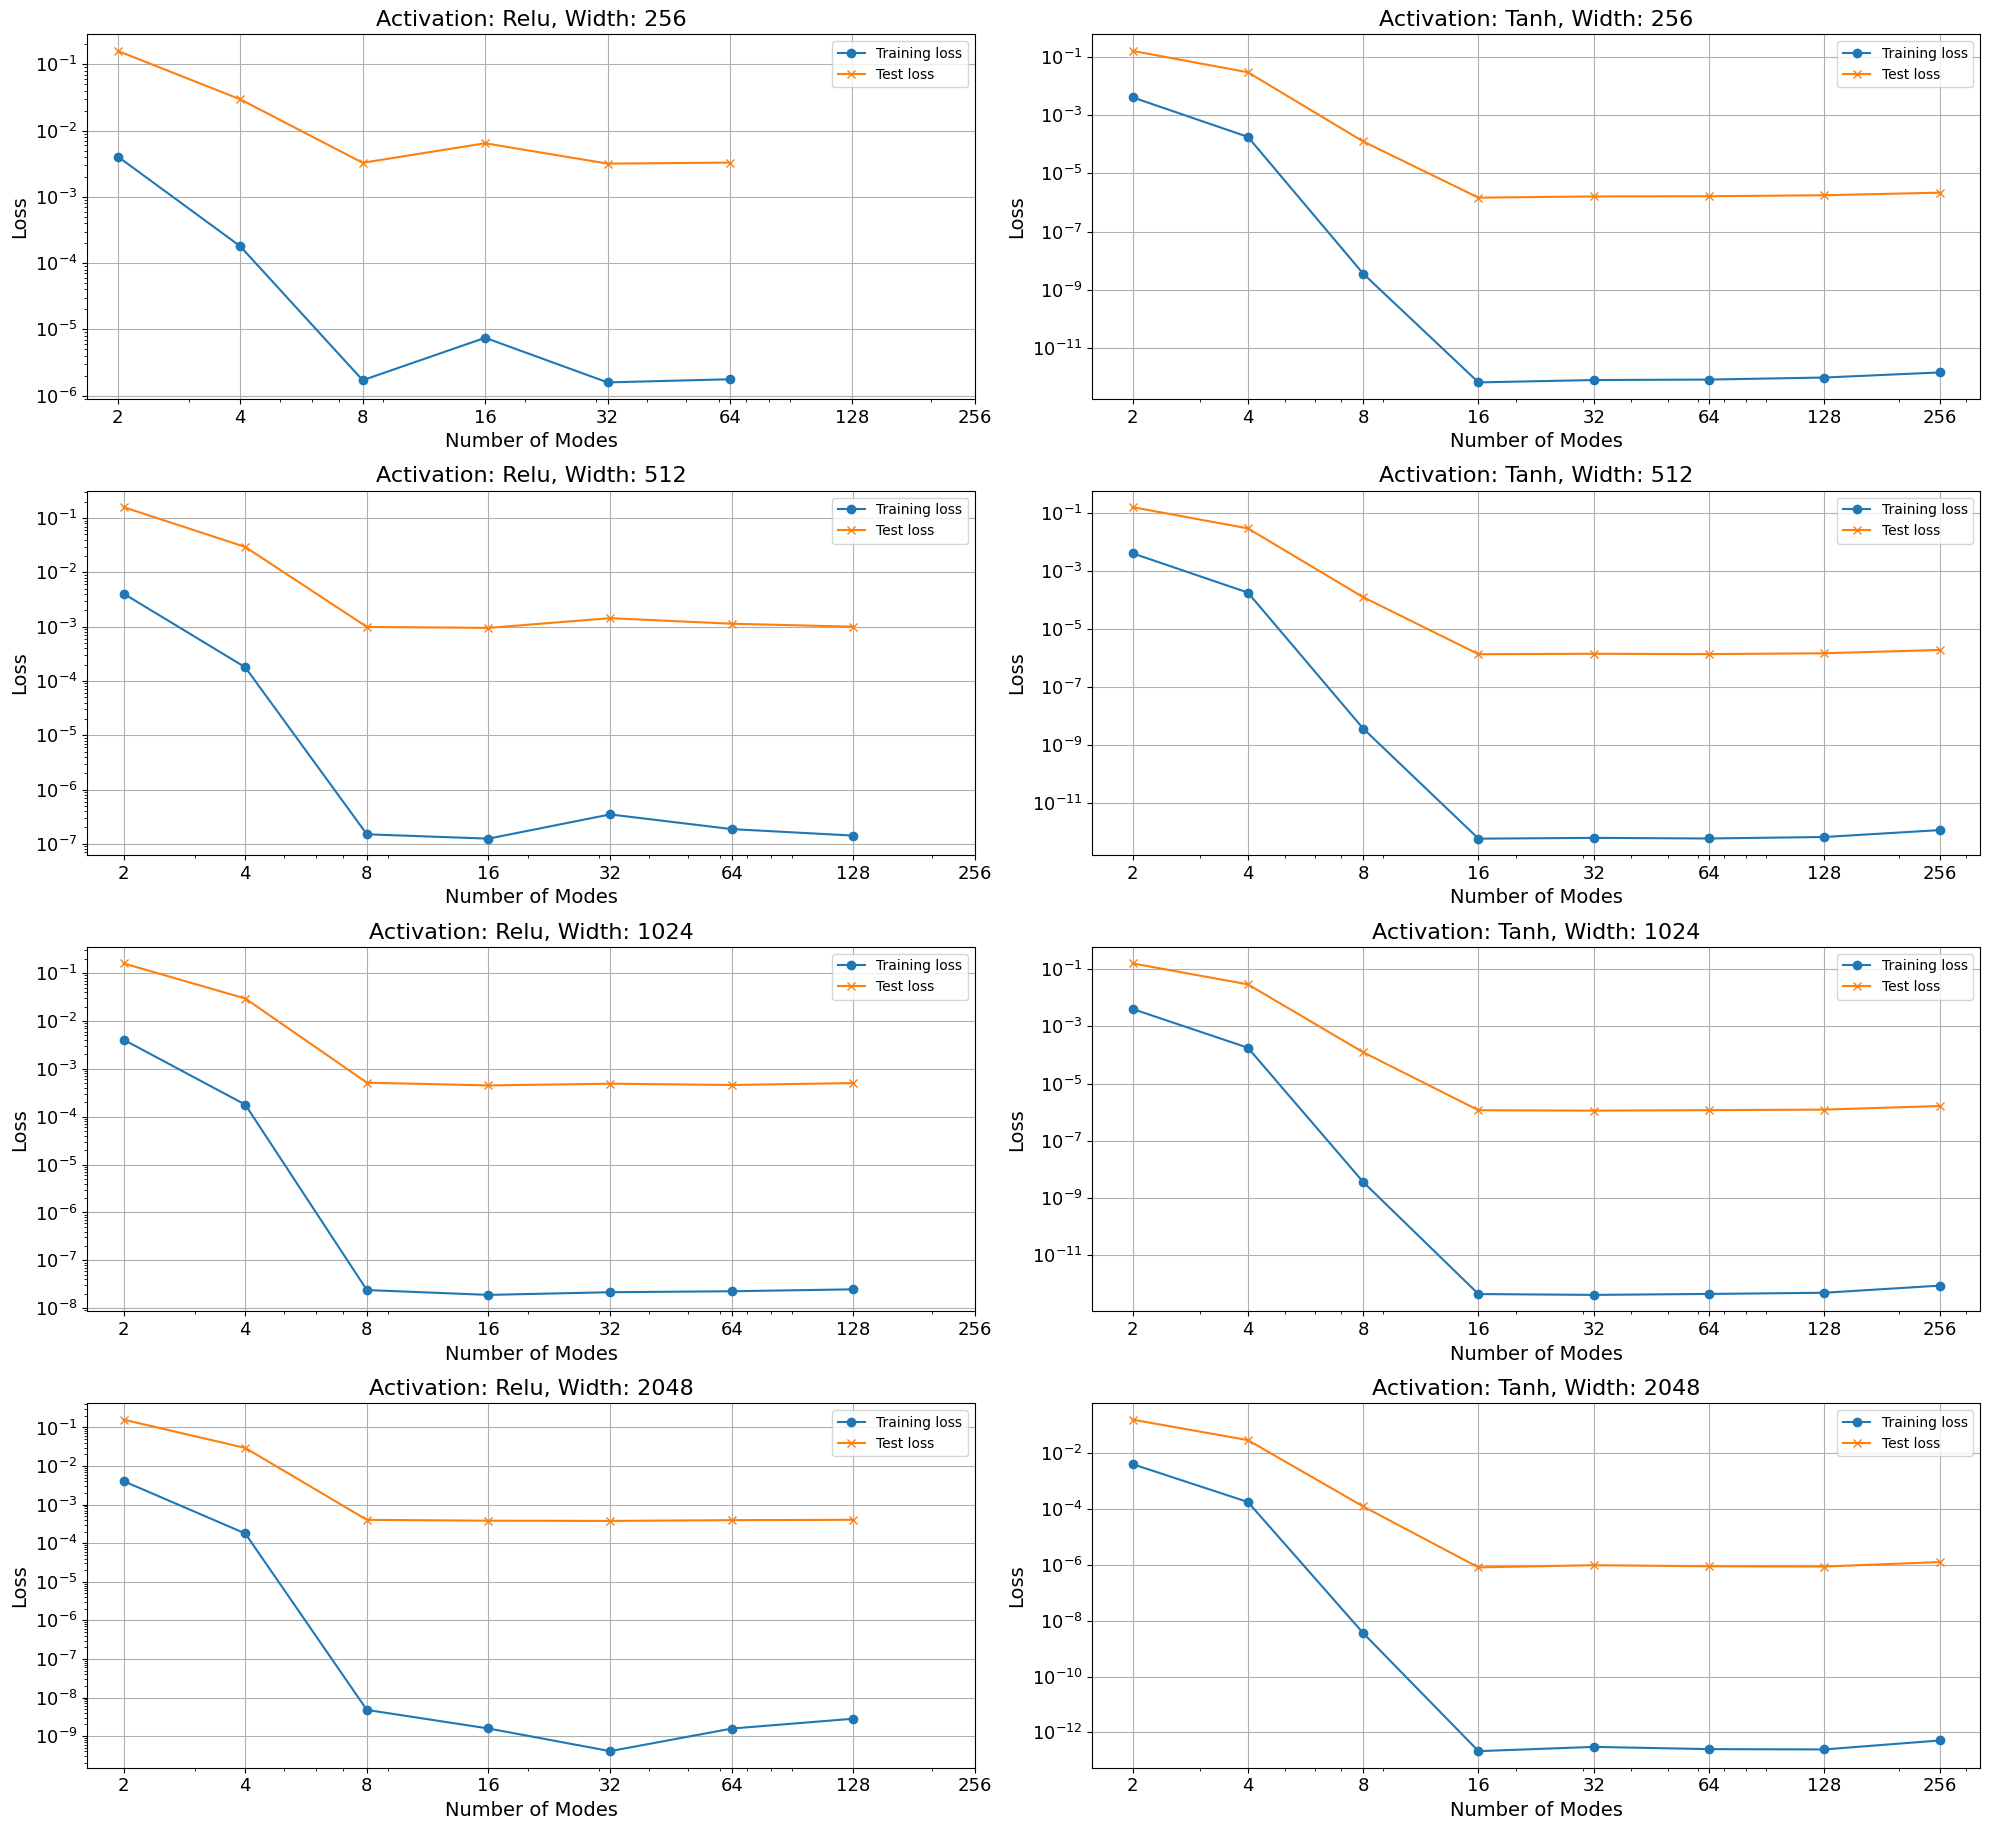 Activation: Relu, Width: 256
Training loss
Test loss
10⁻¹
10⁻²
10⁻³
10⁻⁴
10⁻⁵
10⁻⁶
Loss
2 4 8 16 32 64 128 256
Number of Modes
Activation: Tanh, Width: 256
Training loss
Test loss
10⁻¹
10⁻³
10⁻⁵
10⁻⁷
10⁻⁹
10⁻¹¹
Loss
2 4 8 16 32 64 128 256
Number of Modes
Activation: Relu, Width: 512
Training loss
Test loss
10⁻¹
10⁻²
10⁻³
10⁻⁴
10⁻⁵
10⁻⁶
10⁻⁷
Loss
2 4 8 16 32 64 128 256
Number of Modes
Activation: Tanh, Width: 512
Training loss
Test loss
10⁻¹
10⁻³
10⁻⁵
10⁻⁷
10⁻⁹
10⁻¹¹
Loss
2 4 8 16 32 64 128 256
Number of Modes
Activation: Relu, Width: 1024
Training loss
Test loss
10⁻¹
10⁻²
10⁻³
10⁻⁴
10⁻⁵
10⁻⁶
10⁻⁷
10⁻⁸
Loss
2 4 8 16 32 64 128 256
Number of Modes
Activation: Tanh, Width: 1024
Training loss
Test loss
10⁻¹
10⁻³
10⁻⁵
10⁻⁷
10⁻⁹
10⁻¹¹
Loss
2 4 8 16 32 64 128 256
Number of Modes
Activation: Relu, Width: 2048
Training loss
Test loss
10⁻¹
10⁻²
10⁻³
10⁻⁴
10⁻⁵
10⁻⁶
10⁻⁷
10⁻⁸
10⁻⁹
Loss
2 4 8 16 32 64 128 256
Number of Modes
Activation: Tanh, Width: 2048
Training loss
Test loss
10⁻²
10⁻⁴
10⁻⁶
10⁻⁸
10⁻¹⁰
10⁻¹²
Loss
2 4 8 16 32 64 128 256
Number of Modes